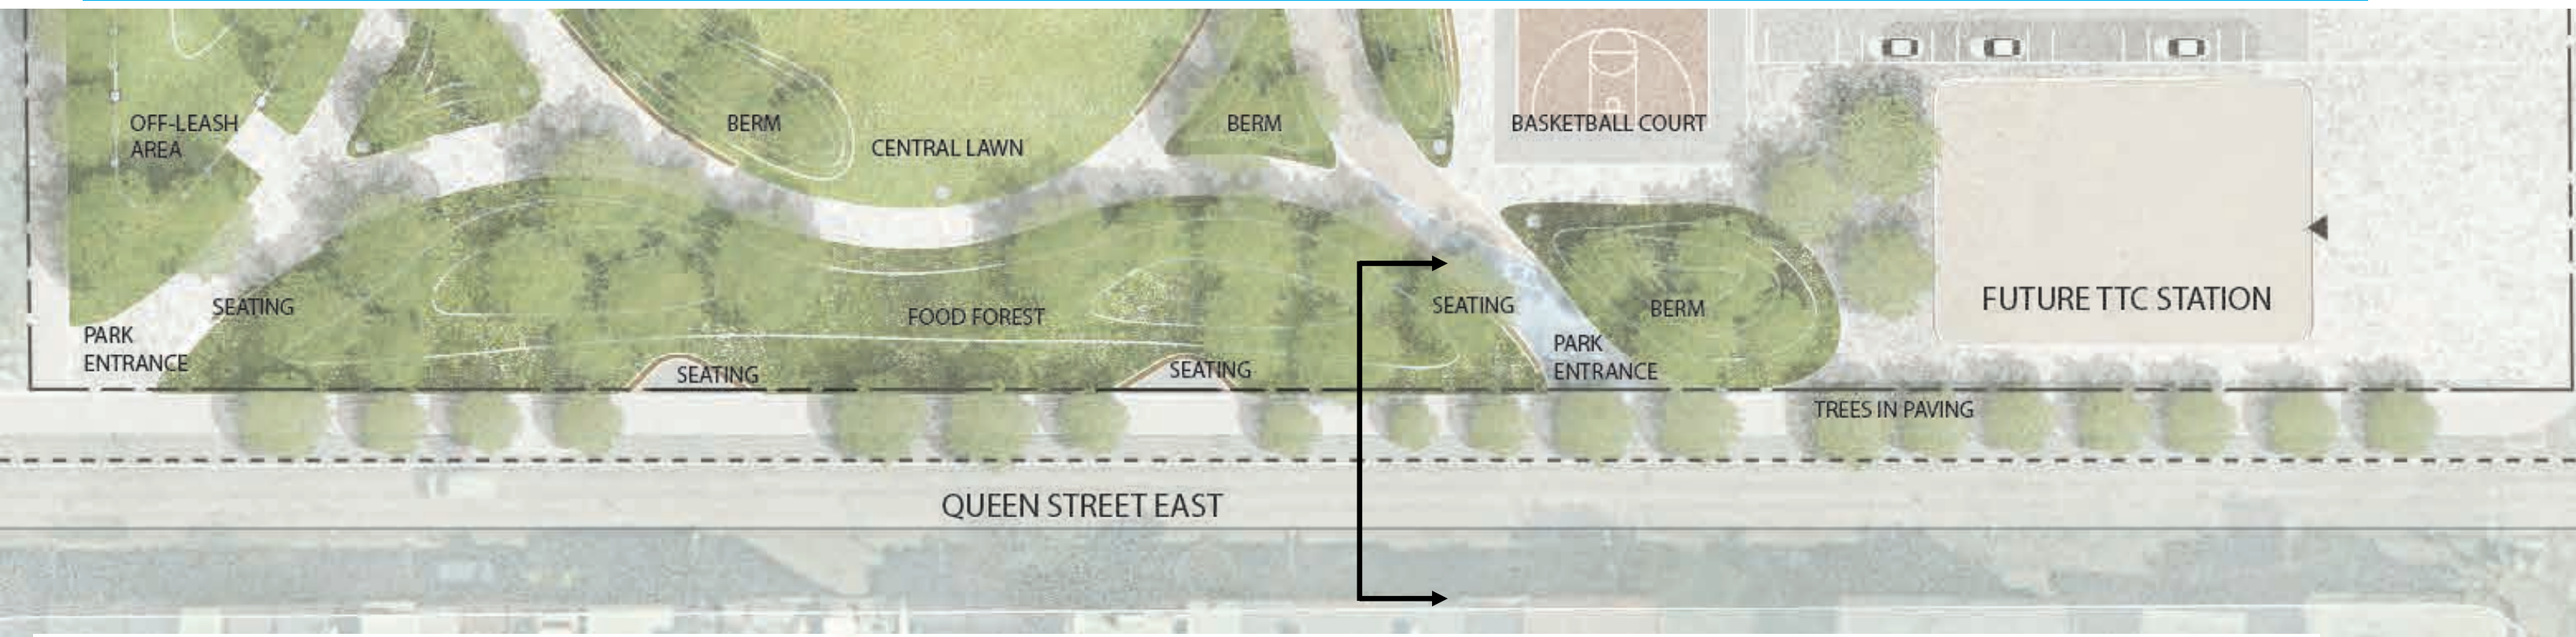 OFF-LEASH
AREA
BERM
CENTRAL LAWN
BERM
BASKETBALL COURT
SEATING
FOOD FOREST
SEATING
BERM
FUTURE TTC STATION
PARK
ENTRANCE
SEATING
SEATING
PARK
ENTRANCE
TREES IN PAVING
QUEEN STREET EAST